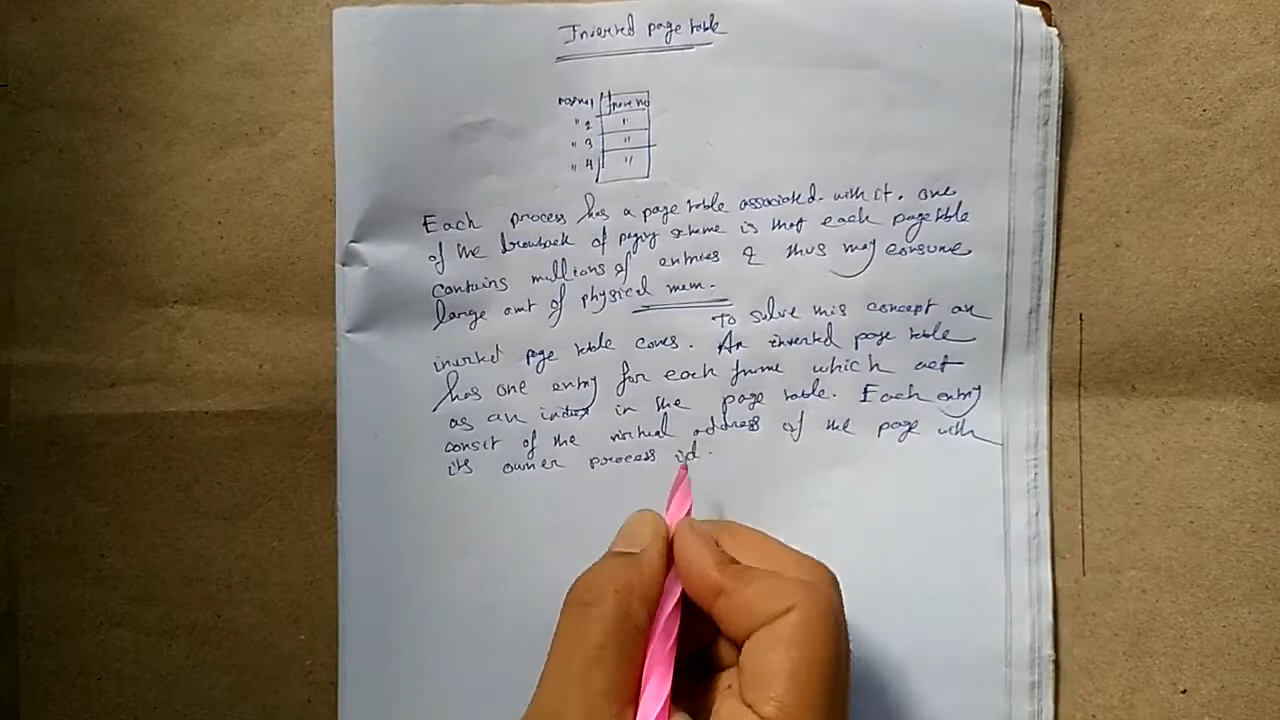 Inverted page table
Page no 1 frame no
" 2 "
" 3 "
" 4 "
Each process has a page table associated with it. one
of the drawback of paging scheme is that each page table
contains millions of entries & thus may consume
large amt of physical mem.
To solve this concept an
inverted page table comes. An inverted page table
has one entry for each frame which act
as an index in the page table. Each entry
consit of the virtual address of the page with
its owner process id.